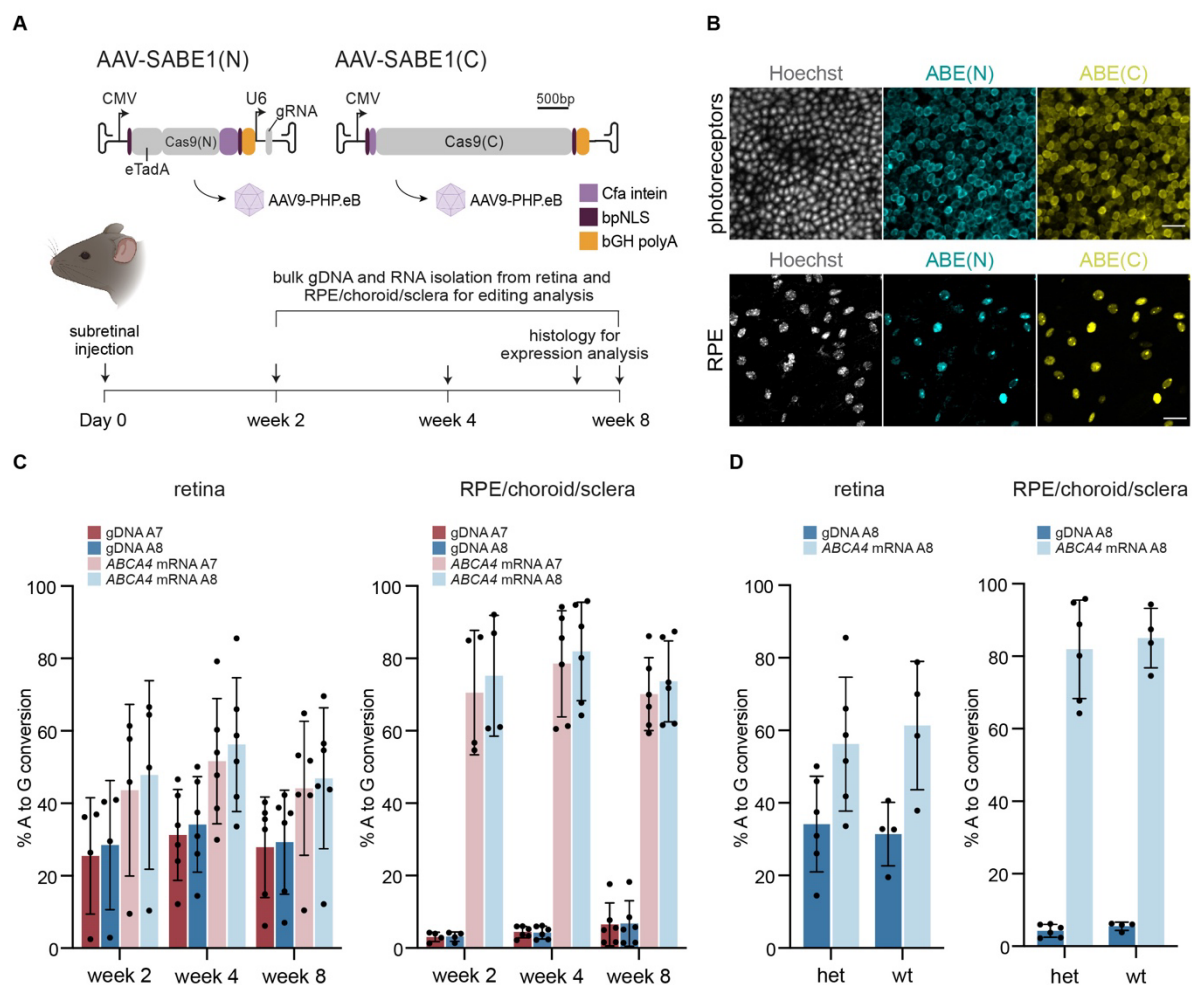 A
AAV-SABE1(N)
AAV-SABE1(C)
CMV
U6
gRNA
CMV
500bp
Cas9(N)
Cas9(C)
eTadA
AAV9-PHP.eB
AAV9-PHP.eB
Cfa intein
bpNLS
bGH polyA
bulk gDNA and RNA isolation from retina and
RPE/choroid/sclera for editing analysis
subretinal
injection
histology for
expression analysis
Day 0
week 2
week 4
week 8
B
Hoechst
ABE(N)
ABE(C)
photoreceptors
Hoechst
ABE(N)
ABE(C)
RPE
C
retina
gDNA A7
gDNA A8
ABCA4 mRNA A7
ABCA4 mRNA A8
% A to G conversion
100
80
60
40
20
0
week 2
week 4
week 8
RPE/choroid/sclera
gDNA A7
gDNA A8
ABCA4 mRNA A7
ABCA4 mRNA A8
% A to G conversion
100
80
60
40
20
0
week 2
week 4
week 8
D
retina
gDNA A8
ABCA4 mRNA A8
% A to G conversion
100
80
60
40
20
0
het
wt
RPE/choroid/sclera
gDNA A8
ABCA4 mRNA A8
% A to G conversion
100
80
60
40
20
0
het
wt